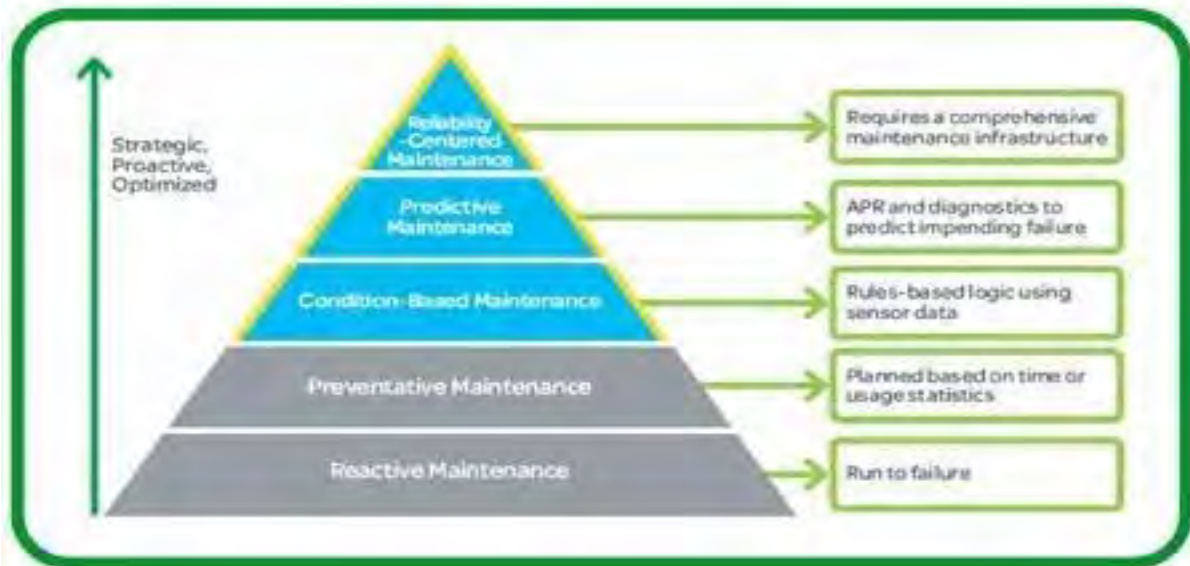 Strategic,
Proactive,
Optimized
Reliability
-Centered
Maintenance
Requires a comprehensive
maintenance infrastructure
Predictive
Maintenance
APR and diagnostics to
predict impending failure
Condition-Based Maintenance
Rules-based logic using
sensor data
Preventative Maintenance
Planned based on time or
usage statistics
Reactive Maintenance
Run to failure